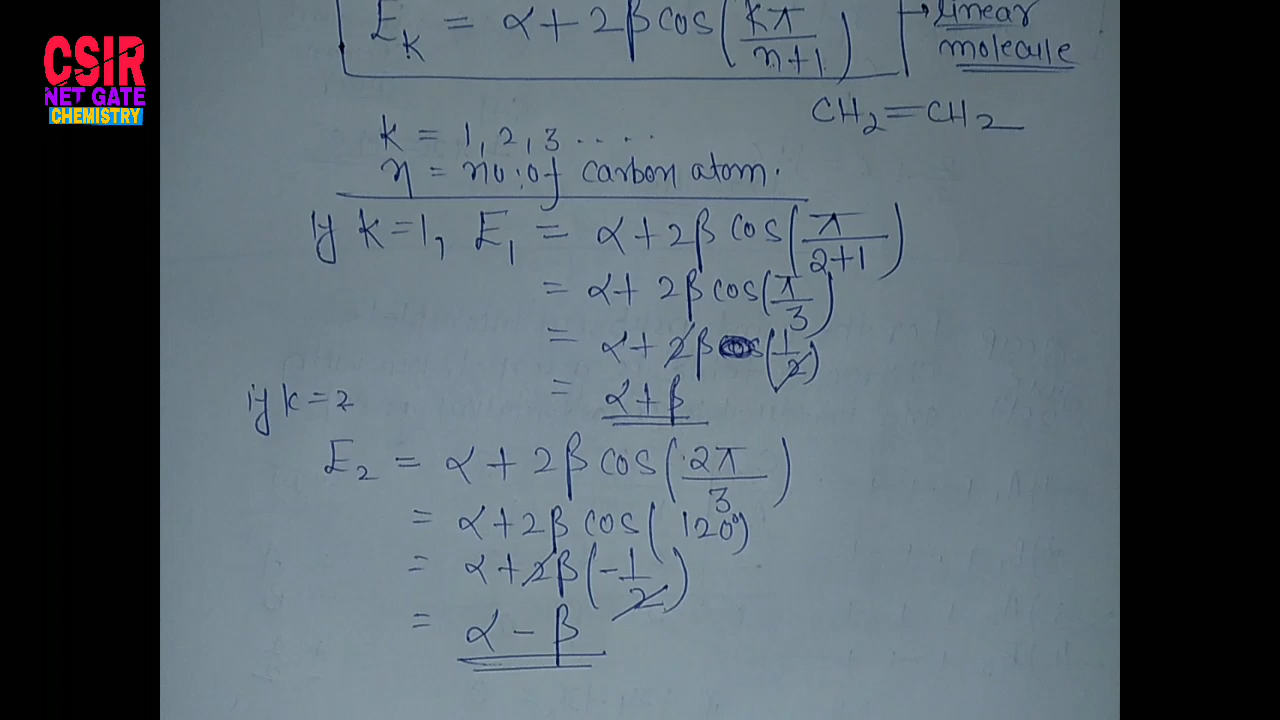 CSIR
NET GATE
CHEMISTRY
E_k = α + 2β cos(kπ/n+1) → linear molecule
CH₂=CH₂
k = 1, 2, 3 .....
n = no: of carbon atom.
If k=1, E₁ = α + 2β cos(π/2+1)
= α + 2β cos(π/3)
= α + 2β (1/2)
= α + β
If k=2
E₂ = α + 2β cos(2π/3)
= α + 2β cos(120°)
= α + 2β(-1/2)
= α - β